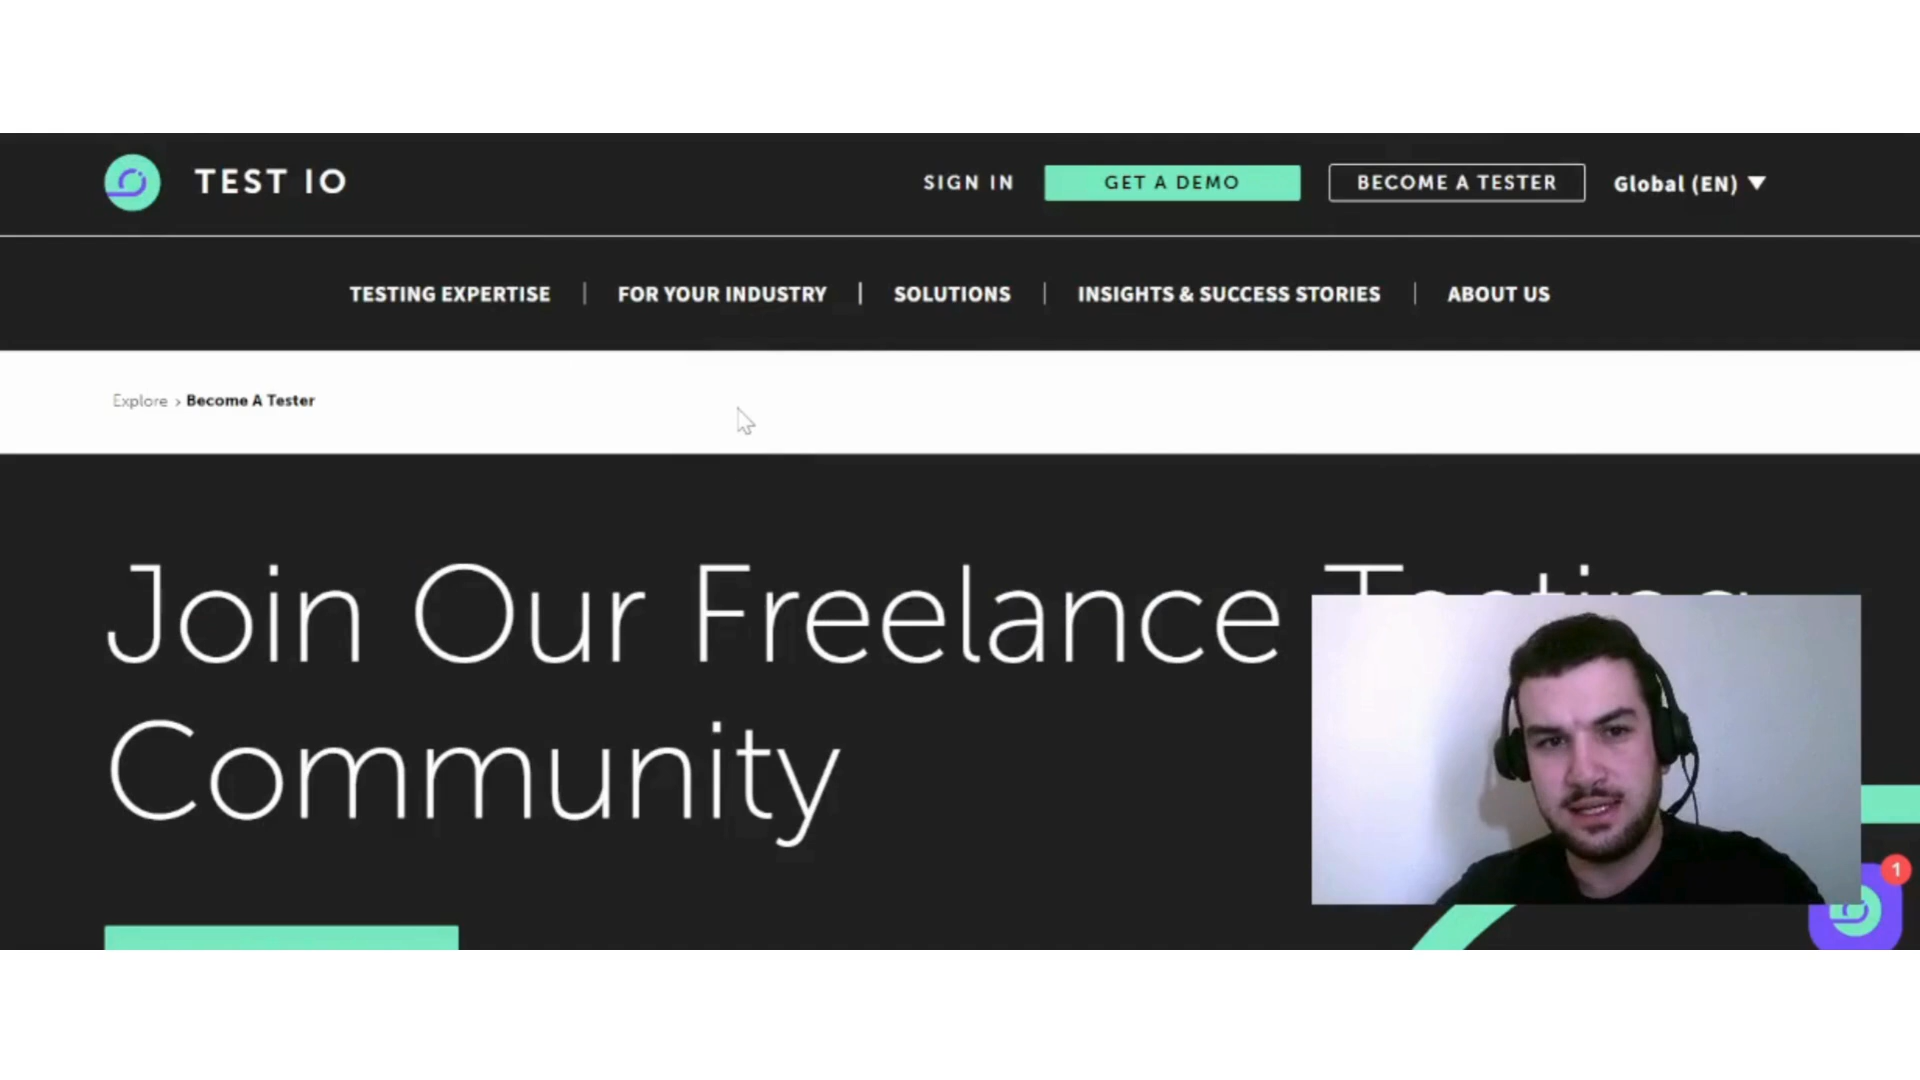 TEST IO
SIGN IN
GET A DEMO
BECOME A TESTER
Global (EN)
TESTING EXPERTISE
FOR YOUR INDUSTRY
SOLUTIONS
INSIGHTS & SUCCESS STORIES
ABOUT US
Explore › Become A Tester
Join Our Freelance
Community
1